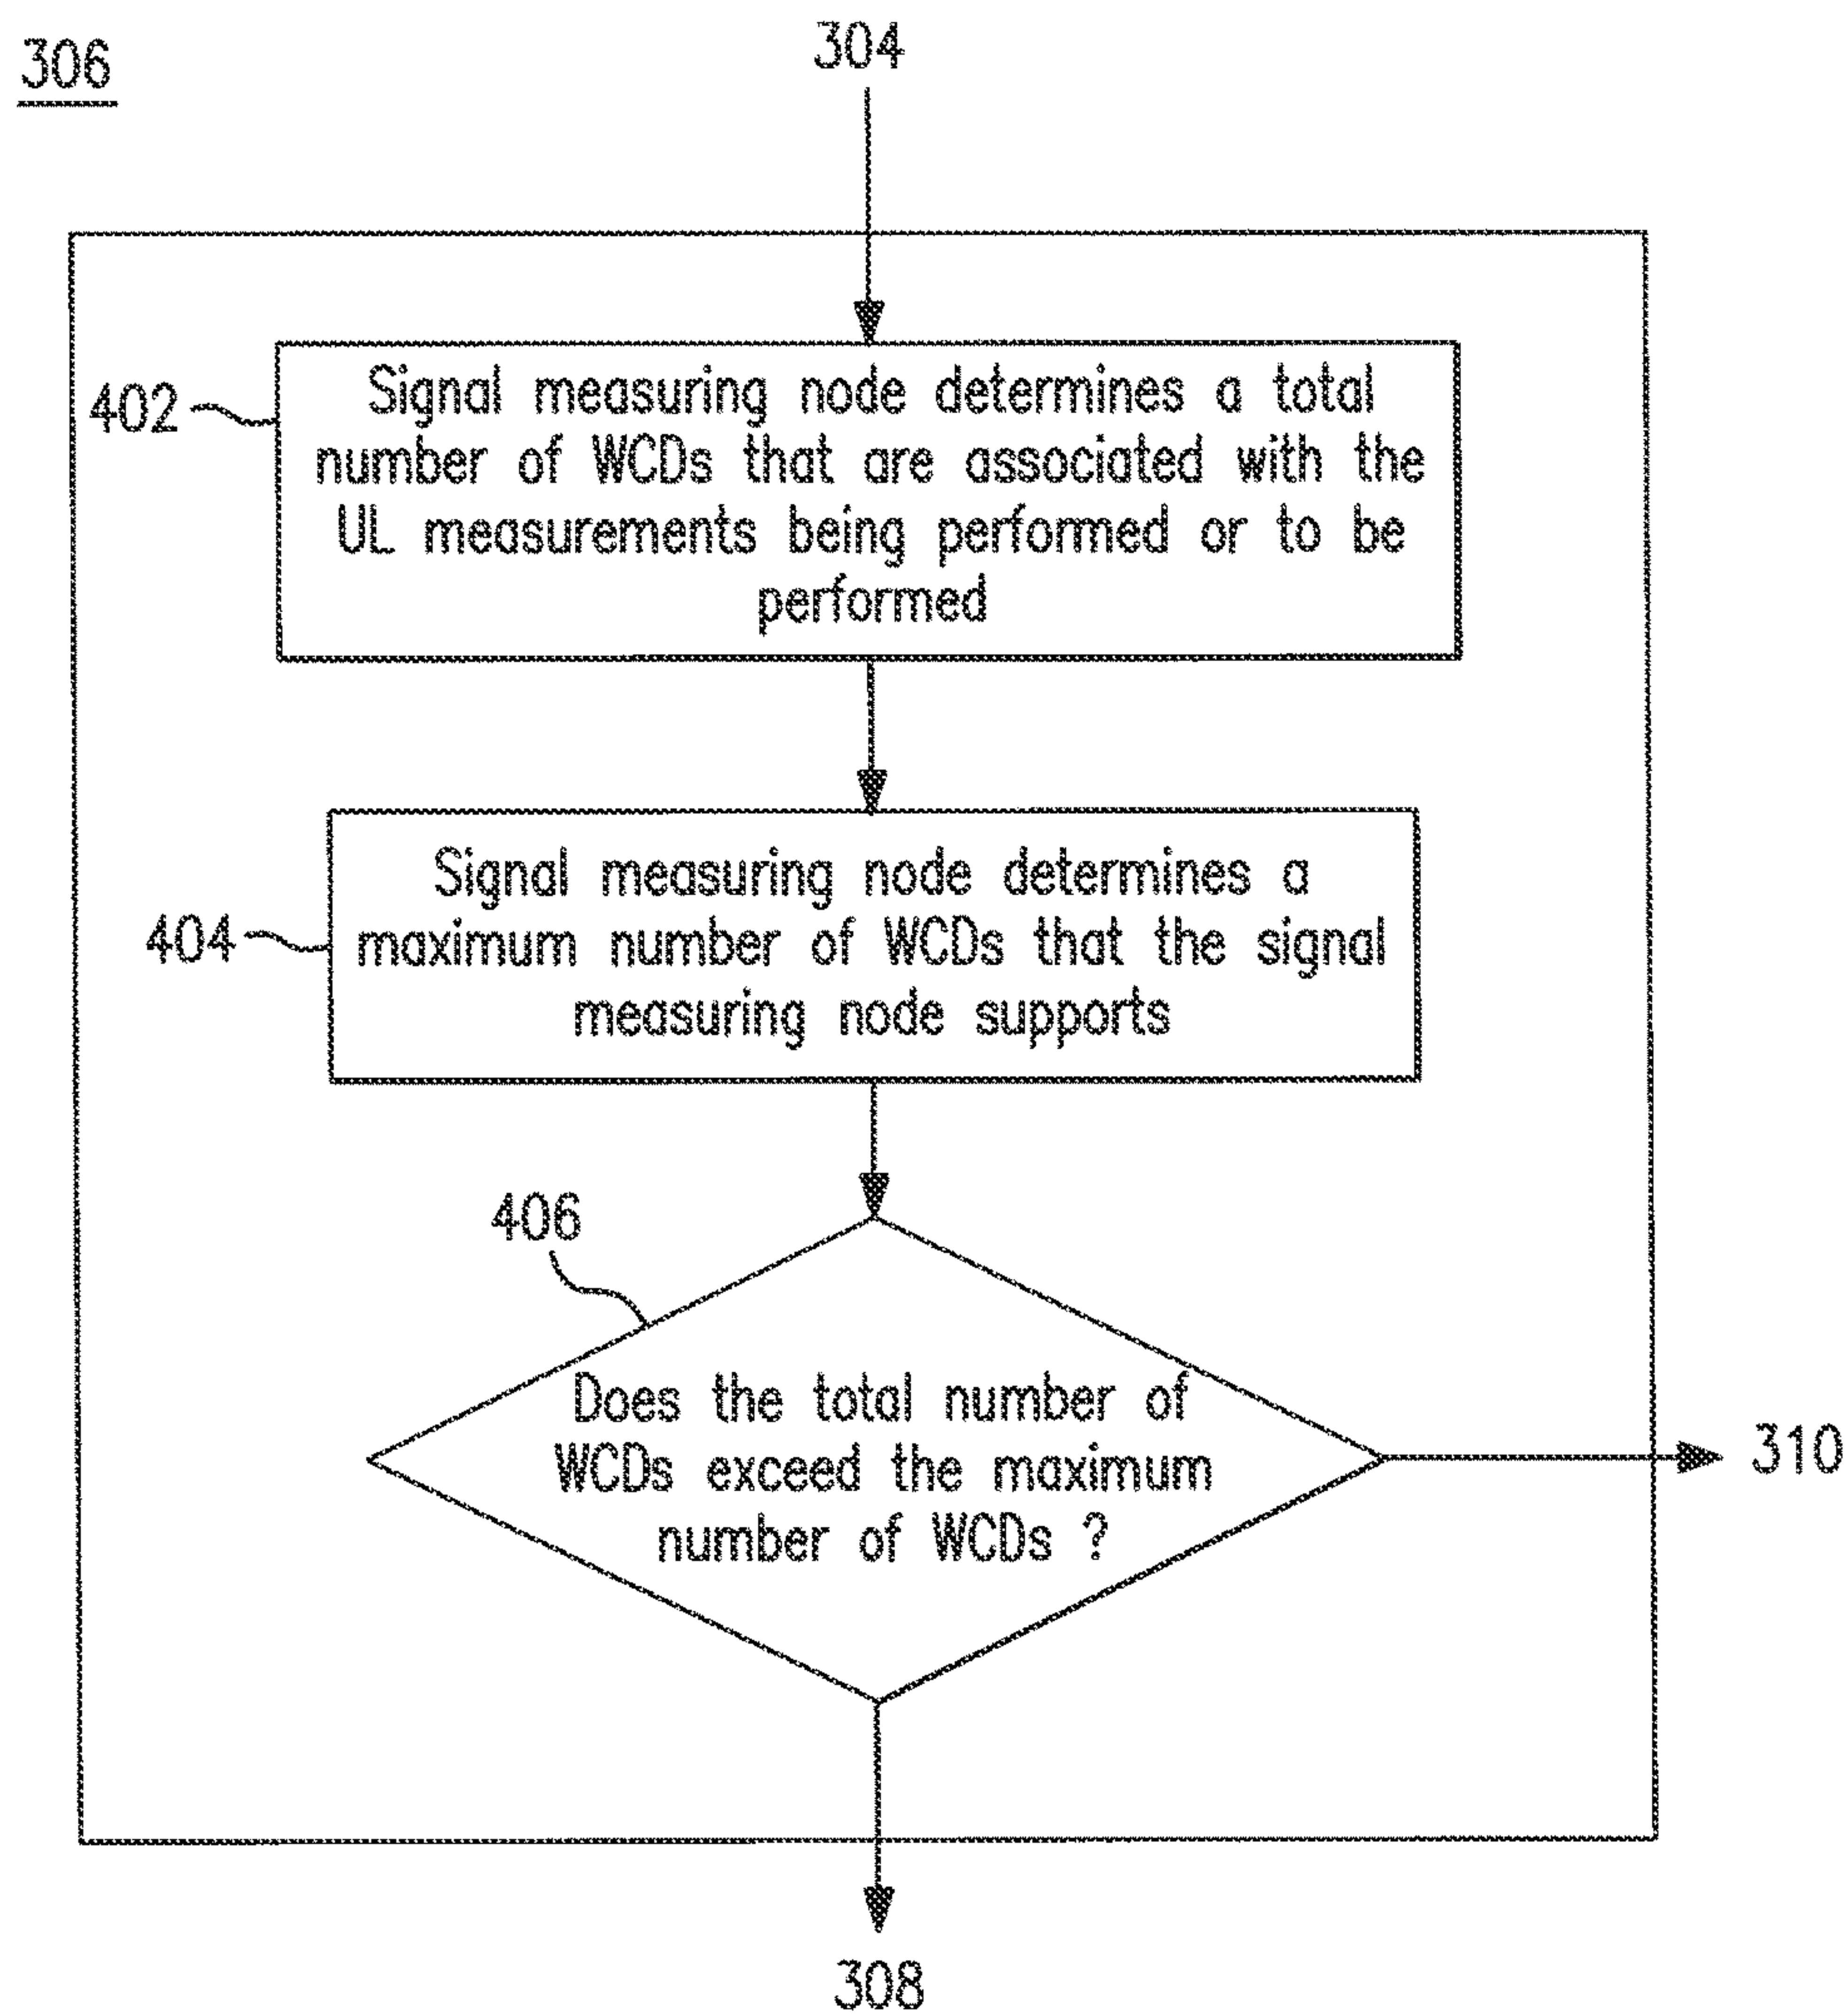 306
304
402
Signal measuring node determines a total
number of WCDs that are associated with the
UL measurements being performed or to be
performed
404
Signal measuring node determines a
maximum number of WCDs that the signal
measuring node supports
406
Does the total number of
WCDs exceed the maximum
number of WCDs ?
310
308